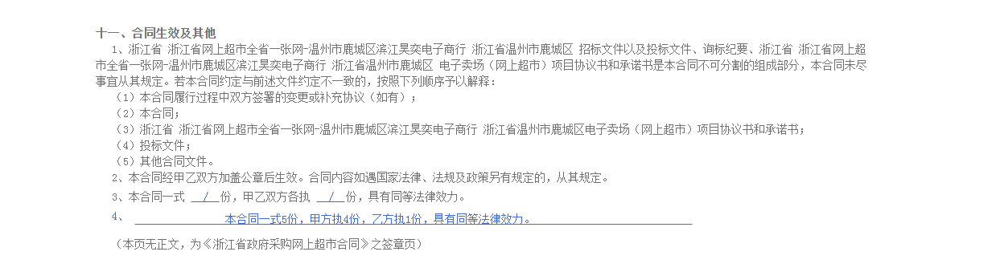 十一、合同生效及其他
1、浙江省 浙江省网上超市全省一张网-温州市鹿城区滨江昊奕电子商行 浙江省温州市鹿城区 招标文件以及投标文件、询标纪要、浙江省 浙江省网上超
市全省一张网-温州市鹿城区滨江昊奕电子商行 浙江省温州市鹿城区 电子卖场（网上超市）项目协议书和承诺书是本合同不可分割的组成部分，本合同未尽
事宜从其规定。若本合同约定与前述文件约定不一致的，按照下列顺序予以解释：
（1）本合同履行过程中双方签署的变更或补充协议（如有）；
（2）本合同；
（3）浙江省 浙江省网上超市全省一张网-温州市鹿城区滨江昊奕电子商行 浙江省温州市鹿城区电子卖场（网上超市）项目协议书和承诺书；
（4）投标文件；
（5）其他合同文件。
2、本合同经甲乙双方加盖公章后生效。合同内容如遇国家法律、法规及政策另有规定的，从其规定。
3、本合同一式 / 份，甲乙双方各执 / 份，具有同等法律效力。
4、 本合同一式5份，甲方执4份，乙方执1份，具有同等法律效力。
（本页无正文，为《浙江省政府采购网上超市合同》之签章页）